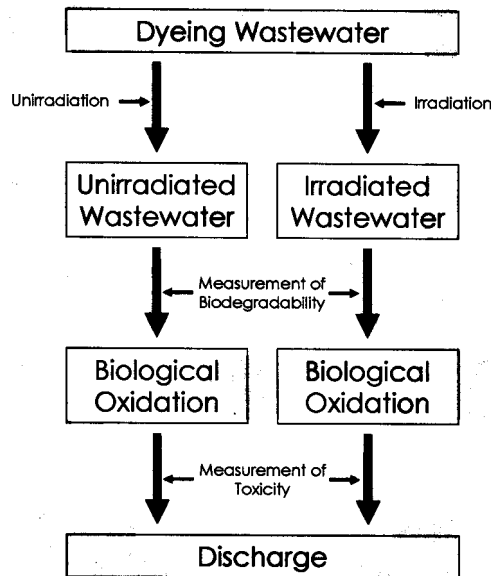 Dyeing Wastewater
Unirradiation
Irradiation
Unirradiated
Wastewater
Irradiated
Wastewater
Measurement of
Biodegradability
Biological
Oxidation
Biological
Oxidation
Measurement of
Toxicity
Discharge